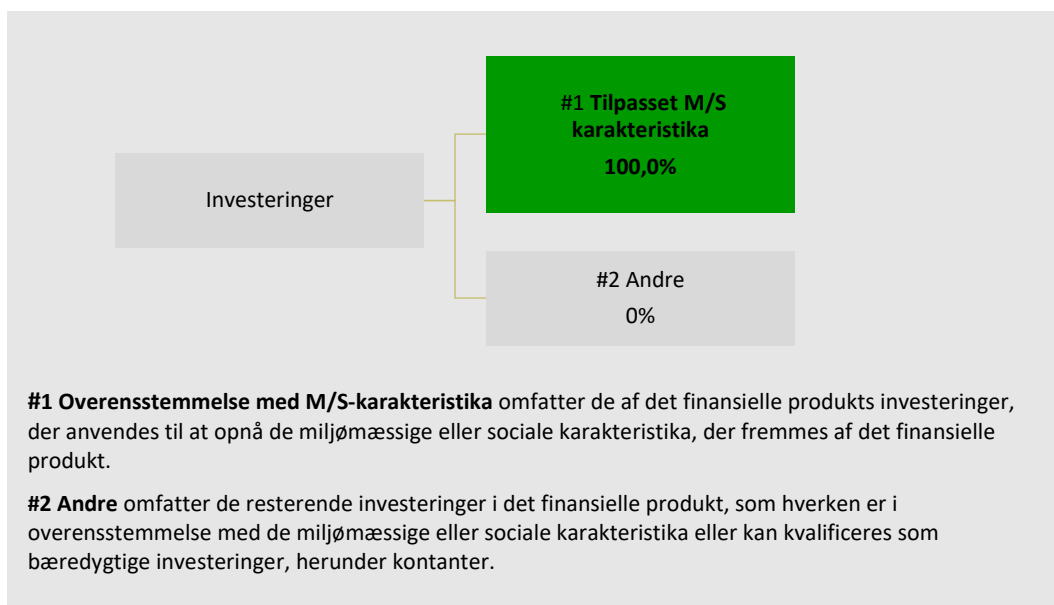 #1 Tilpasset M/S
karakteristika
100,0%
Investeringer
#2 Andre
0%
#1 Overensstemmelse med M/S-karakteristika omfatter de af det finansielle produkts investeringer,
der anvendes til at opnå de miljømæssige eller sociale karakteristika, der fremmes af det finansielle
produkt.
#2 Andre omfatter de resterende investeringer i det finansielle produkt, som hverken er i
overensstemmelse med de miljømæssige eller sociale karakteristika eller kan kvalificeres som
bæredygtige investeringer, herunder kontanter.